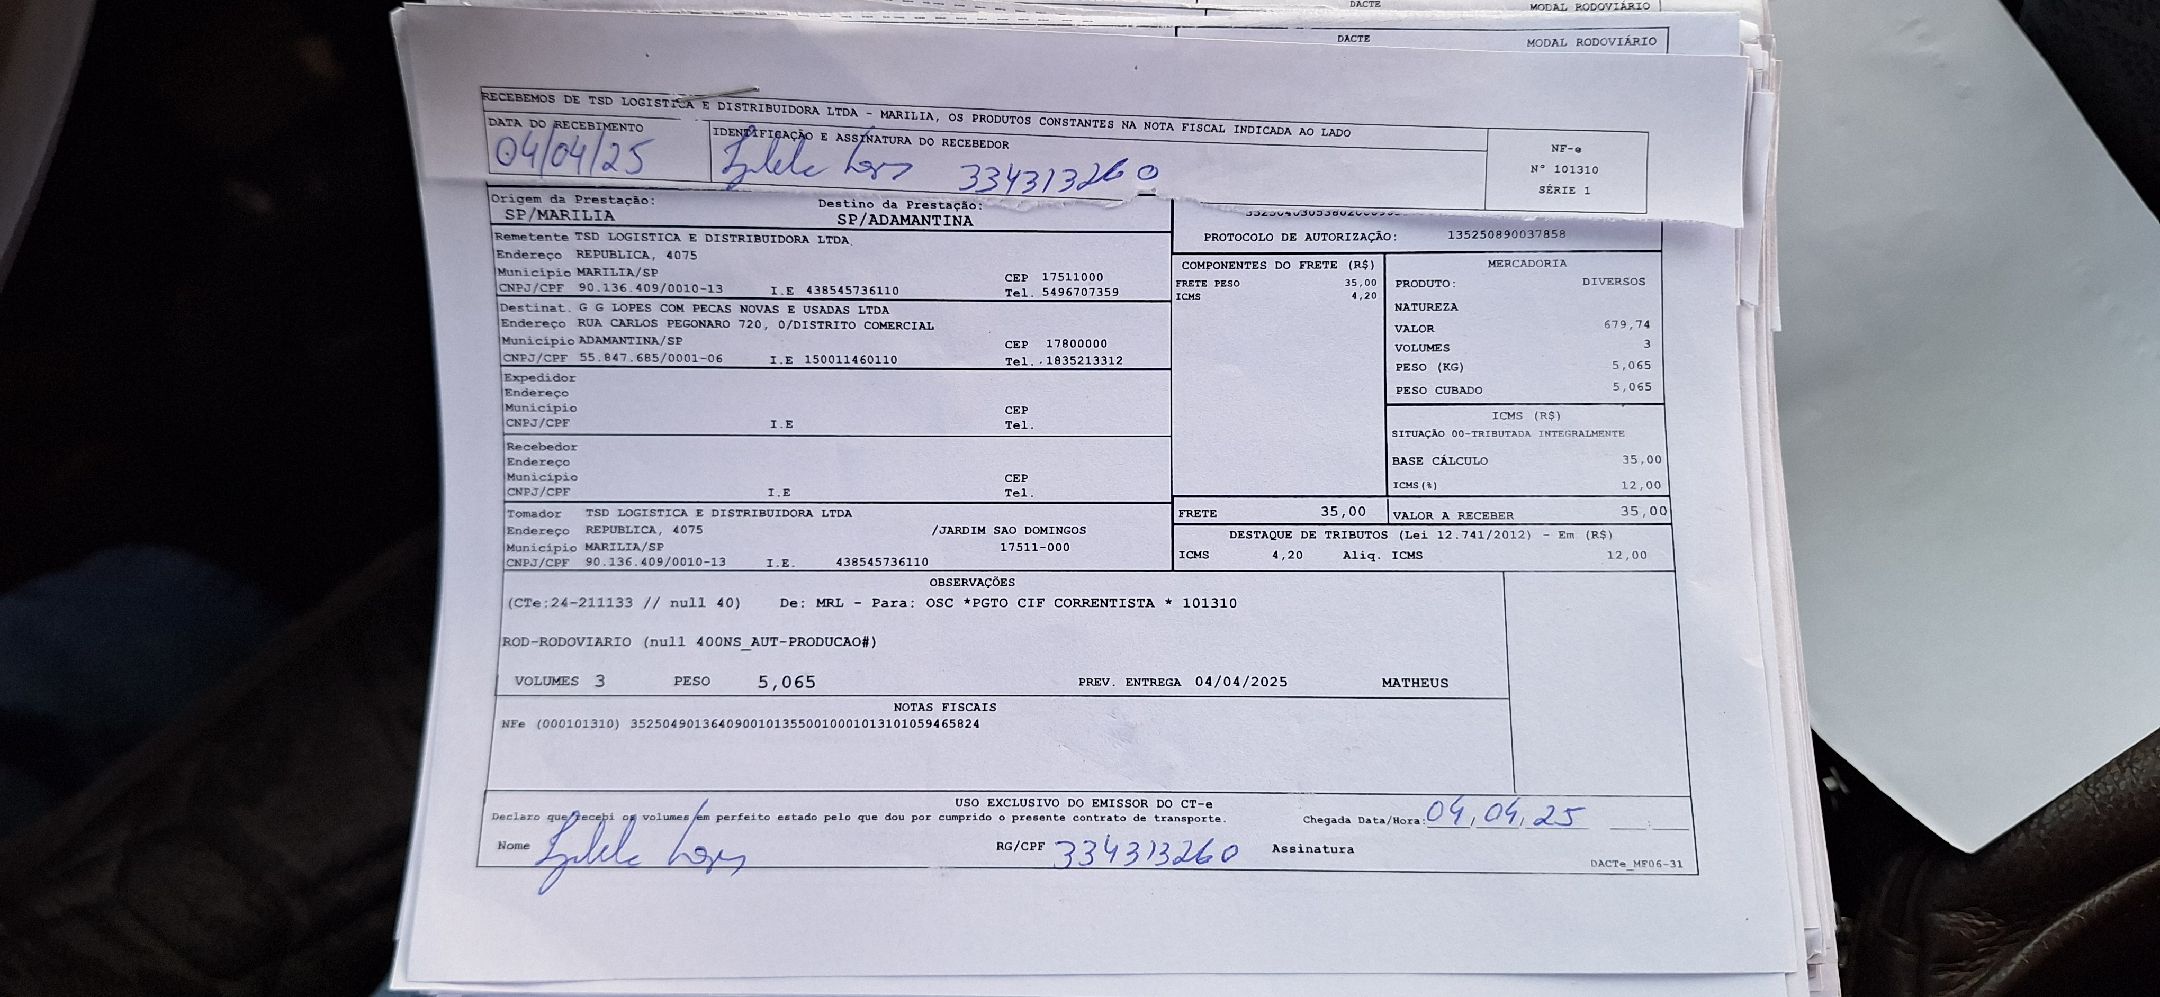 DACTE
MODAL RODOVIÁRIO
DACTE
MODAL RODOVIÁRIO
RECEBEMOS DE TSD LOGISTICA E DISTRIBUIDORA LTDA - MARILIA, OS PRODUTOS CONSTANTES NA NOTA FISCAL INDICADA AO LADO
DATA DO RECEBIMENTO
04/04/25
IDENTIFICAÇÃO E ASSINATURA DO RECEBEDOR
334313260
NF-e
N° 101310
SÉRIE 1
Origem da Prestação:
SP/MARILIA
Destino da Prestação:
SP/ADAMANTINA
PROTOCOLO DE AUTORIZAÇÃO: 135250890037858
Remetente TSD LOGISTICA E DISTRIBUIDORA LTDA
Endereço REPUBLICA, 4075
Município MARILIA/SP CEP 17511000
CNPJ/CPF 90.136.409/0010-13 I.E 438545736110 Tel. 5496707359
Destinat. G G LOPES COM PECAS NOVAS E USADAS LTDA
Endereço RUA CARLOS PEGONARO 720, 0/DISTRITO COMERCIAL
Município ADAMANTINA/SP CEP 17800000
CNPJ/CPF 55.847.685/0001-06 I.E 150011460110 Tel. 1835213312
Expedidor
Endereço
Município CEP
CNPJ/CPF I.E Tel.
Recebedor
Endereço
Município CEP
CNPJ/CPF I.E Tel.
Tomador TSD LOGISTICA E DISTRIBUIDORA LTDA
Endereço REPUBLICA, 4075 /JARDIM SAO DOMINGOS
Município MARILIA/SP 17511-000
CNPJ/CPF 90.136.409/0010-13 I.E. 438545736110
COMPONENTES DO FRETE (R$)
FRETE PESO 35,00
ICMS 4,20
MERCADORIA
PRODUTO: DIVERSOS
NATUREZA
VALOR 679,74
VOLUMES 3
PESO (KG) 5,065
PESO CUBADO 5,065
ICMS (R$)
SITUAÇÃO 00-TRIBUTADA INTEGRALMENTE
BASE CÁLCULO 35,00
ICMS(%) 12,00
FRETE 35,00
VALOR A RECEBER 35,00
DESTAQUE DE TRIBUTOS (Lei 12.741/2012) - Em (R$)
ICMS 4,20 Aliq. ICMS 12,00
OBSERVAÇÕES
(CTe:24-211133 // null 40) De: MRL - Para: OSC *PGTO CIF CORRENTISTA * 101310
ROD-RODOVIARIO (null 400NS_AUT-PRODUCAO#)
VOLUMES 3 PESO 5,065 PREV. ENTREGA 04/04/2025 MATHEUS
NOTAS FISCAIS
NFe (000101310) 35250490136409001013550010001013101059465824
USO EXCLUSIVO DO EMISSOR DO CT-e
Declaro que recebi os volumes em perfeito estado pelo que dou por cumprido o presente contrato de transporte.
Chegada Data/Hora: 04,04,25
Nome
RG/CPF 334313260
Assinatura
DACTe_MF06-31